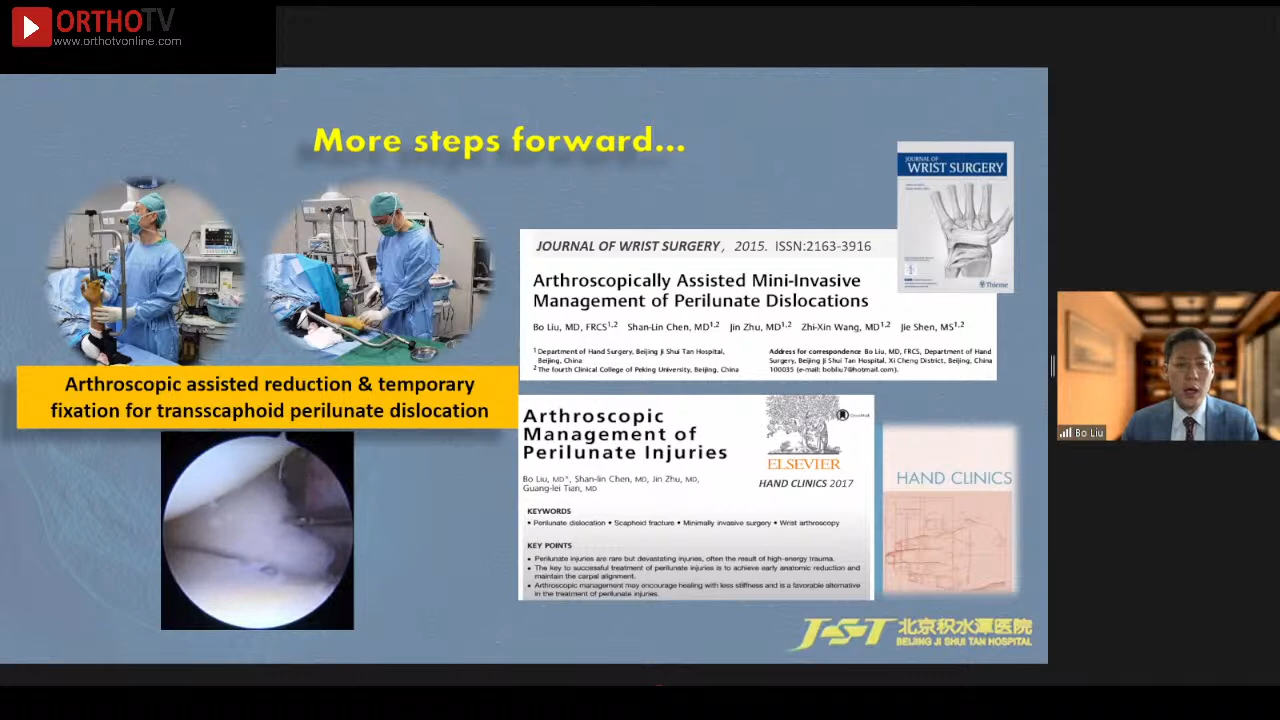 ORTHOTV
www.orthotvonline.com
More steps forward...
JOURNAL OF
WRIST SURGERY
Thieme
JOURNAL OF WRIST SURGERY, 2015. ISSN:2163-3916
Arthroscopically Assisted Mini-Invasive
Management of Perilunate Dislocations
Bo Liu, MD, FRCS1,2 Shan-Lin Chen, MD1,2 Jin Zhu, MD1,2 Zhi-Xin Wang, MD1,2 Jie Shen, MS1,2
1 Department of Hand Surgery, Beijing Ji Shui Tan Hospital,
Beijing, China
2 The fourth Clinical College of Peking University, Beijing, China
Address for correspondence Bo Liu, MD, FRCS, Department of Hand
Surgery, Beijing Ji Shui Tan Hospital, Xi Cheng District, Beijing, China
100035 (e-mail: bobliu7@hotmail.com).
Arthroscopic assisted reduction & temporary
fixation for transscaphoid perilunate dislocation
Arthroscopic
Management of
Perilunate Injuries
Bo Liu, MD*, Shan-lin Chen, MD, Jin Zhu, MD,
Guang-lei Tian, MD
CrossMark
ELSEVIER
HAND CLINICS 2017
KEYWORDS
• Perilunate dislocation • Scaphoid fracture • Minimally invasive surgery • Wrist arthroscopy
KEY POINTS
• Perilunate injuries are rare but devastating injuries, often the result of high-energy trauma.
• The key to successful treatment of perilunate injuries is to achieve early anatomic reduction and
maintain the carpal alignment.
• Arthroscopic management may encourage healing with less stiffness and is a favorable alternative
in the treatment of perilunate injuries.
HAND CLINICS
JST 北京积水潭医院
BEIJING JI SHUI TAN HOSPITAL
Bo Liu